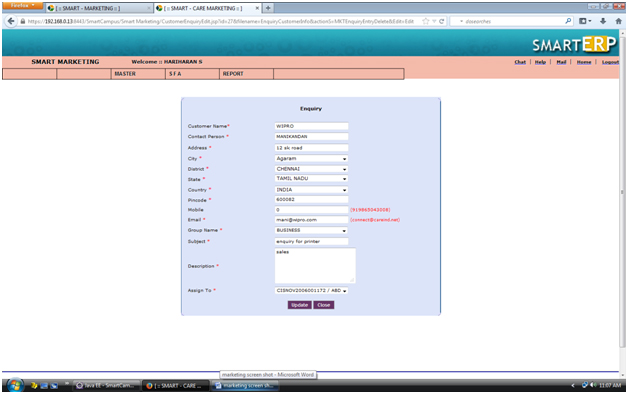 Firefox
[ :: SMART - MARKETING :: ]
[ :: SMART - CARE MARKETING :: ]
https://192.168.0.13:8443/SmartCampus/Smart Marketing/CustomerEnquiryEdit.jsp?id=27&filename=EnquiryCustomerInfo&actionS=MKTEnquiryEntryDelete&Edit=Edit
dosearches
SMART ERP
SMART MARKETING Welcome :: HARIHARAN S
Chat | Help | Mail | Home | Logout
MASTER S F A REPORT
Enquiry
Customer Name* WIPRO
Contact Person * MANIKANDAN
Address * 12 sk road
City * Agaram
District * CHENNAI
State * TAMIL NADU
Country * INDIA
Pincode * 600082
Mobile 0 [919865042008]
Email * mani@wipro.com [connect@careind.net]
Group Name * BUSINESS
Subject * enquiry for printer
Description * sales
Assign To * CISNOV2006001172 / ABD
Update Close
marketing screen shot - Microsoft Word
Java EE - SmartCam...
[ :: SMART - CARE ...
marketing screen sh...
11:07 AM